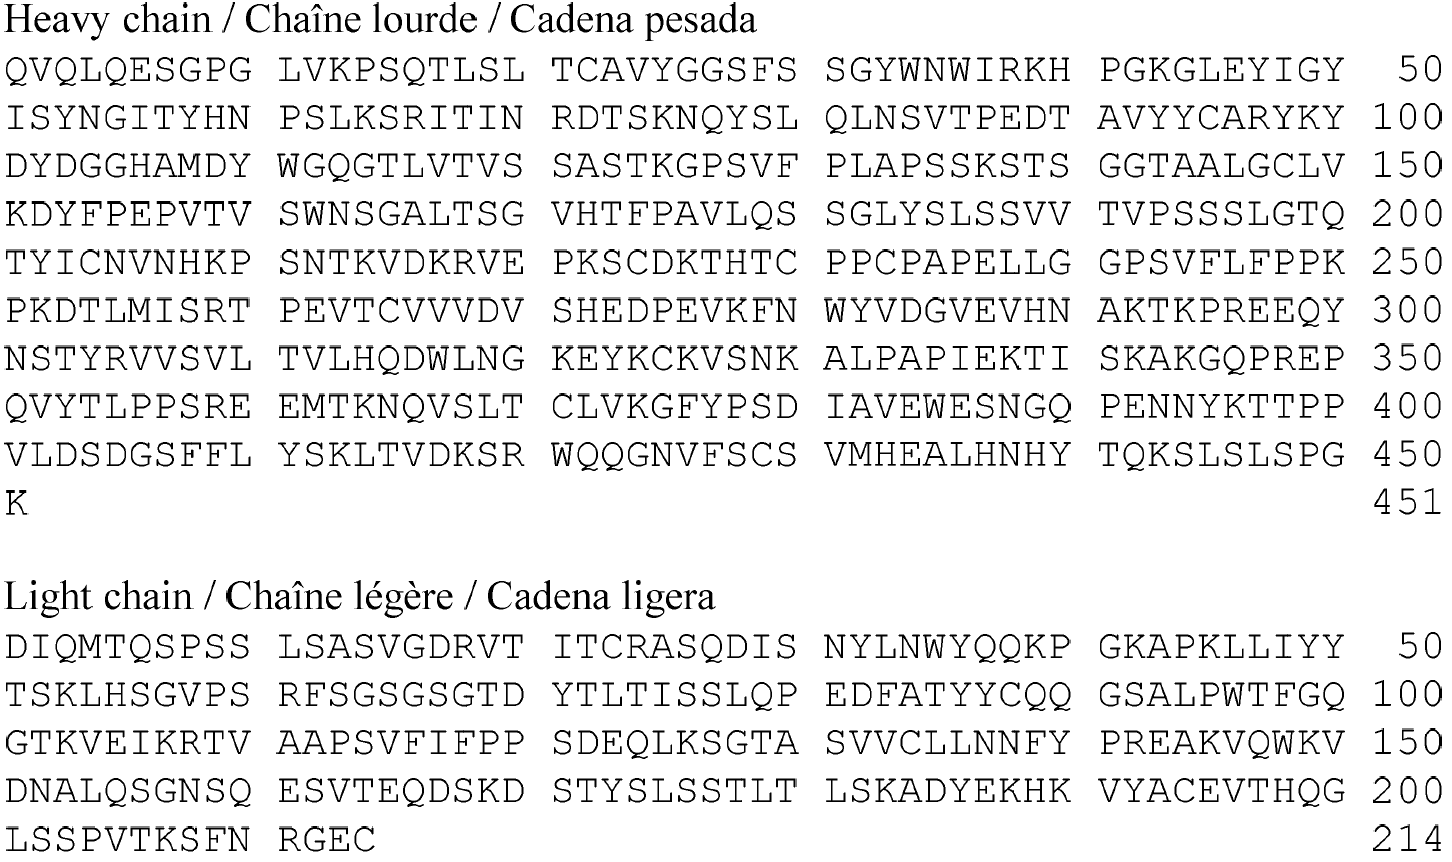 Heavy chain / Chaîne lourde / Cadena pesada
QVQLQESGPG LVKPSQTLSL TCAVYGGSFS SGYWNWIRKH PGKGLEYIGY 50
ISYNGITYHN PSLKSRITIN RDTSKNQYSL QLNSVTPEDT AVYYCARYKY 100
DYDGGHAMDY WGQGTLVTVS SASTKGPSVF PLAPSSKSTS GGTAALGCLV 150
KDYFPEPVTV SWNSGALTSG VHTFPAVLQS SGLYSLSSVV TVPSSSLGTQ 200
TYICNVNHKP SNTKVDKRVE PKSCDKTHTC PPCPAPELLG GPSVFLFPPK 250
PKDTLMISRT PEVTCVVVDV SHEDPEVKFN WYVDGVEVHN AKTKPREEQY 300
NSTYRVVSVL TVLHQDWLNG KEYKCKVSNK ALPAPIEKTI SKAKGQPREP 350
QVYTLPPSRE EMTKNQVSLT CLVKGFYPSD IAVEWESNGQ PENNYKTTPP 400
VLDSDGSFFL YSKLTVDKSR WQQGNVFSCS VMHEALHNHY TQKSLSLSPG 450
K 451
Light chain / Chaîne légère / Cadena ligera
DIQMTQSPSS LSASVGDRVT ITCRASQDIS NYLNWYQQKP GKAPKLLIYY 50
TSKLHSGVPS RFSGSGSGTD YTLTISSLQP EDFATYYCQQ GSALPWTFGQ 100
GTKVEIKRTV AAPSVFIFPP SDEQLKSGTA SVVCLLNNFY PREAKVQWKV 150
DNALQSGNSQ ESVTEQDSKD STYSLSSTLT LSKADYEKHK VYACEVTHQG 200
LSSPVTKSFN RGEC 214